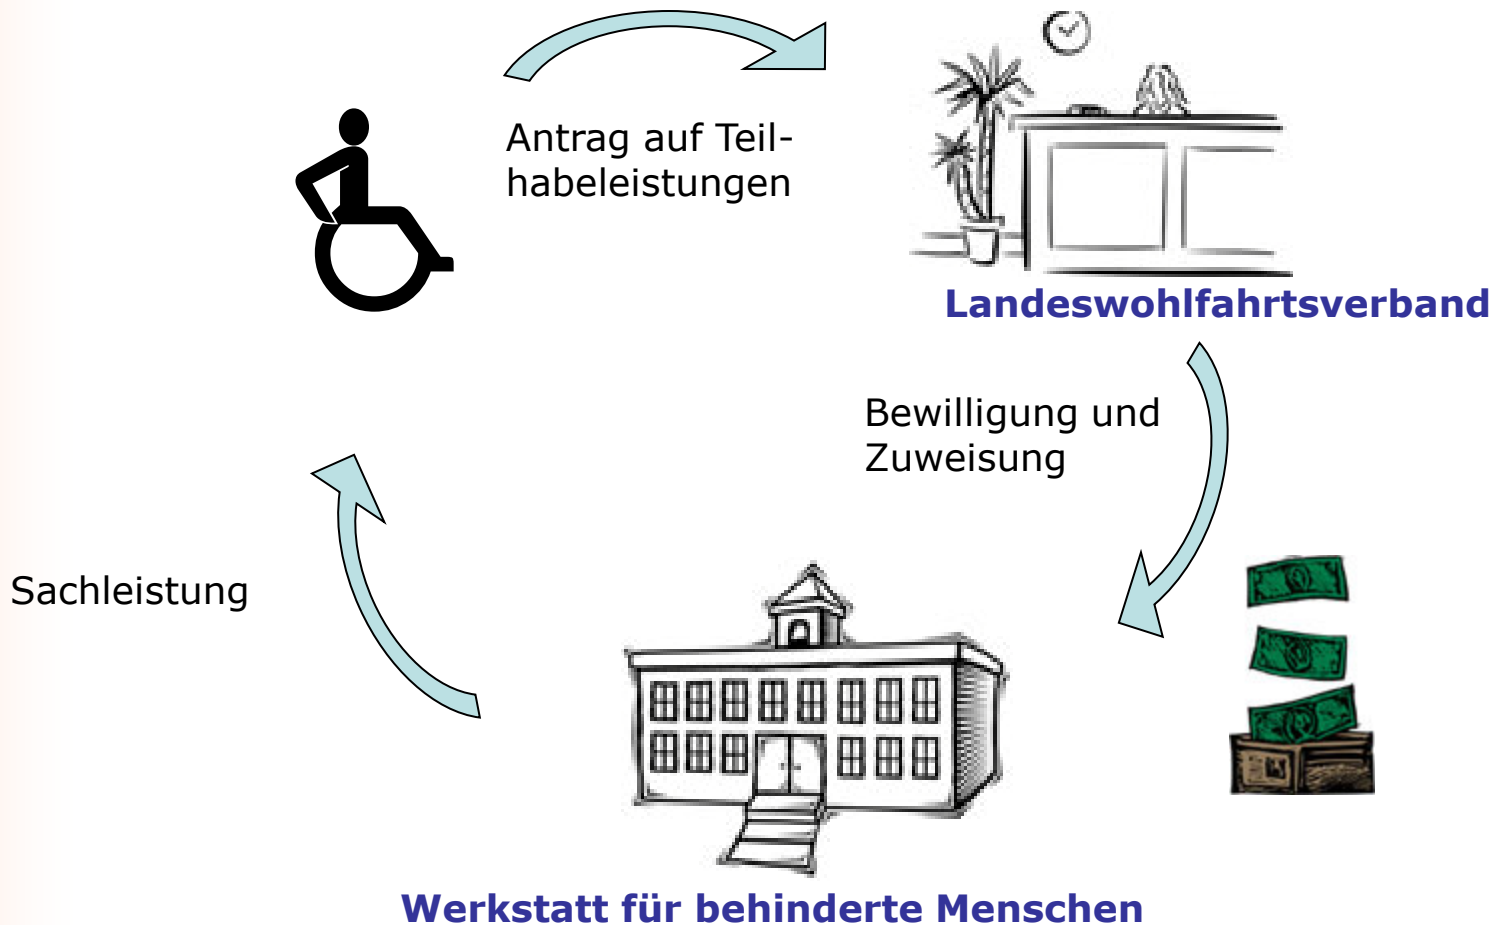 Antrag auf Teil-
habeleistungen
Landeswohlfahrtsverband
Bewilligung und
Zuweisung
Sachleistung
Werkstatt für behinderte Menschen